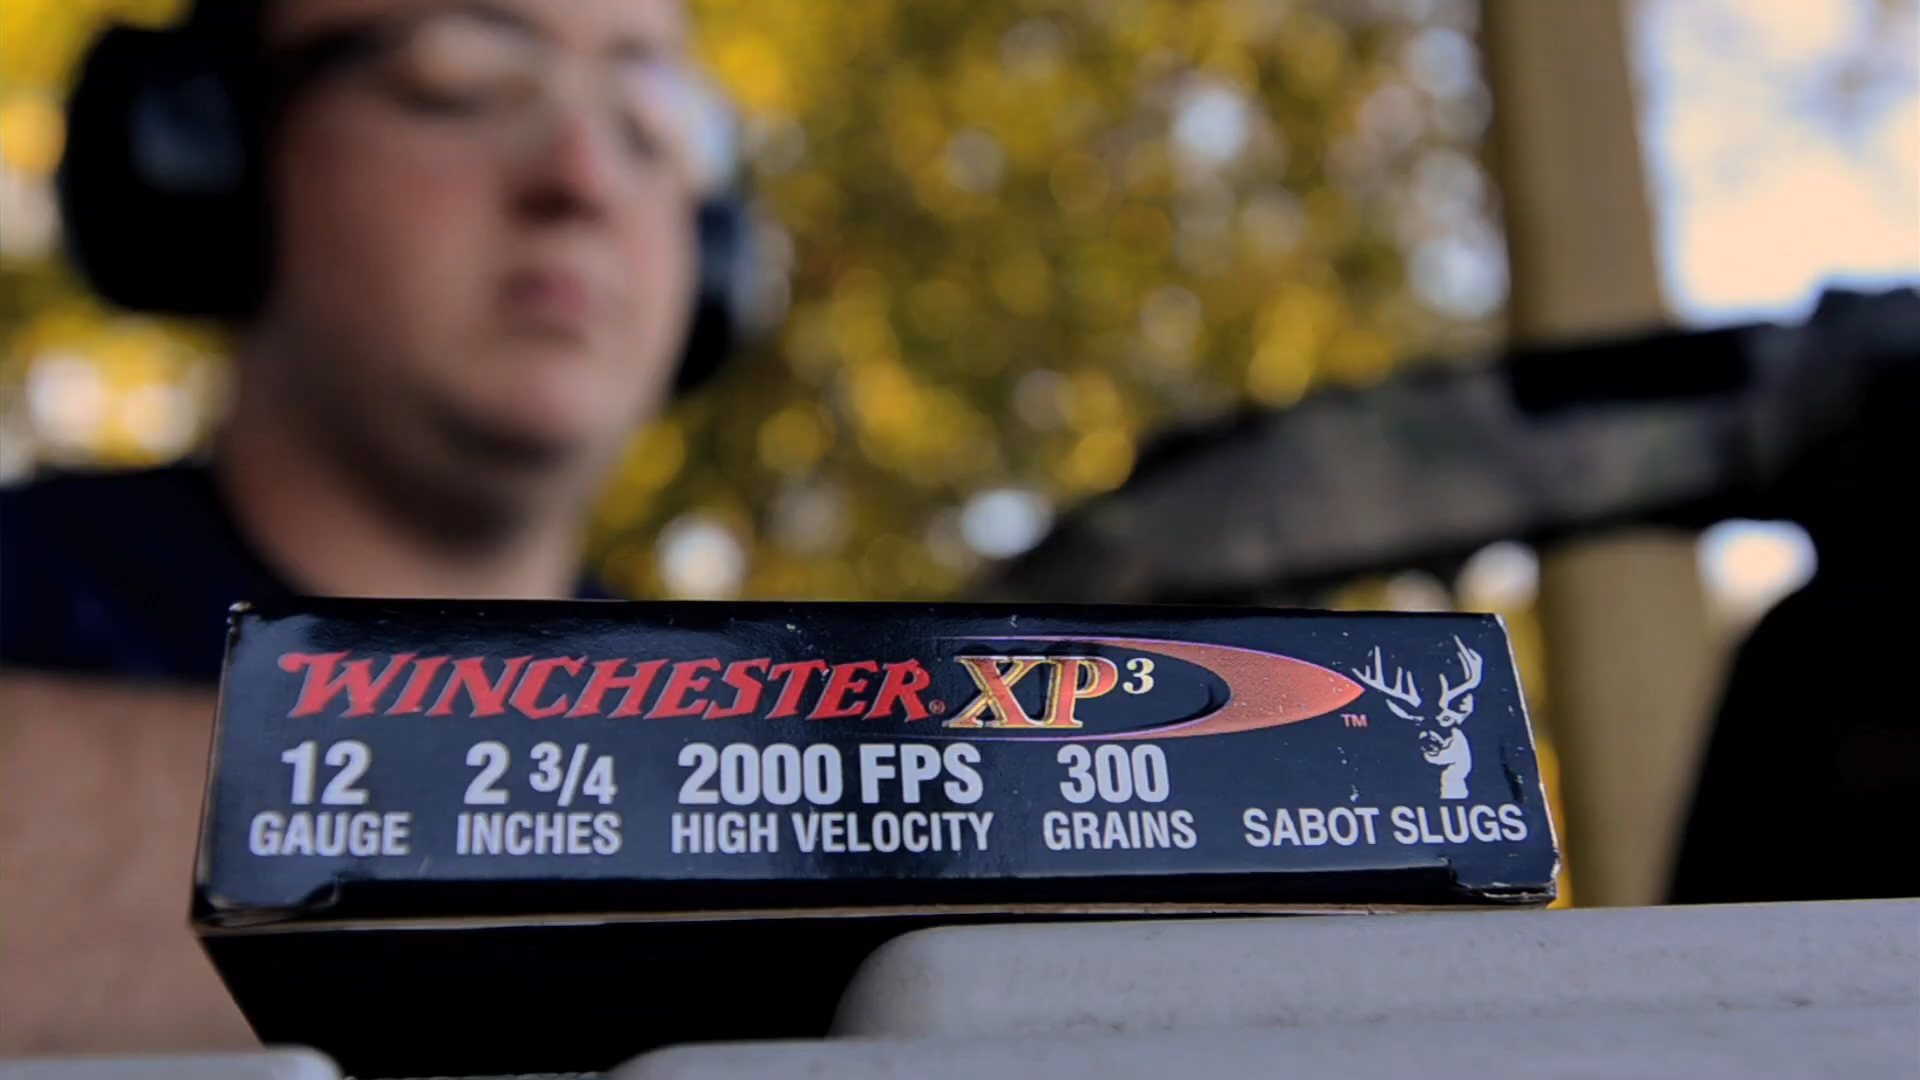 WINCHESTER® XP³ ™
12 2 3/4 2000 FPS 300
GAUGE INCHES HIGH VELOCITY GRAINS SABOT SLUGS